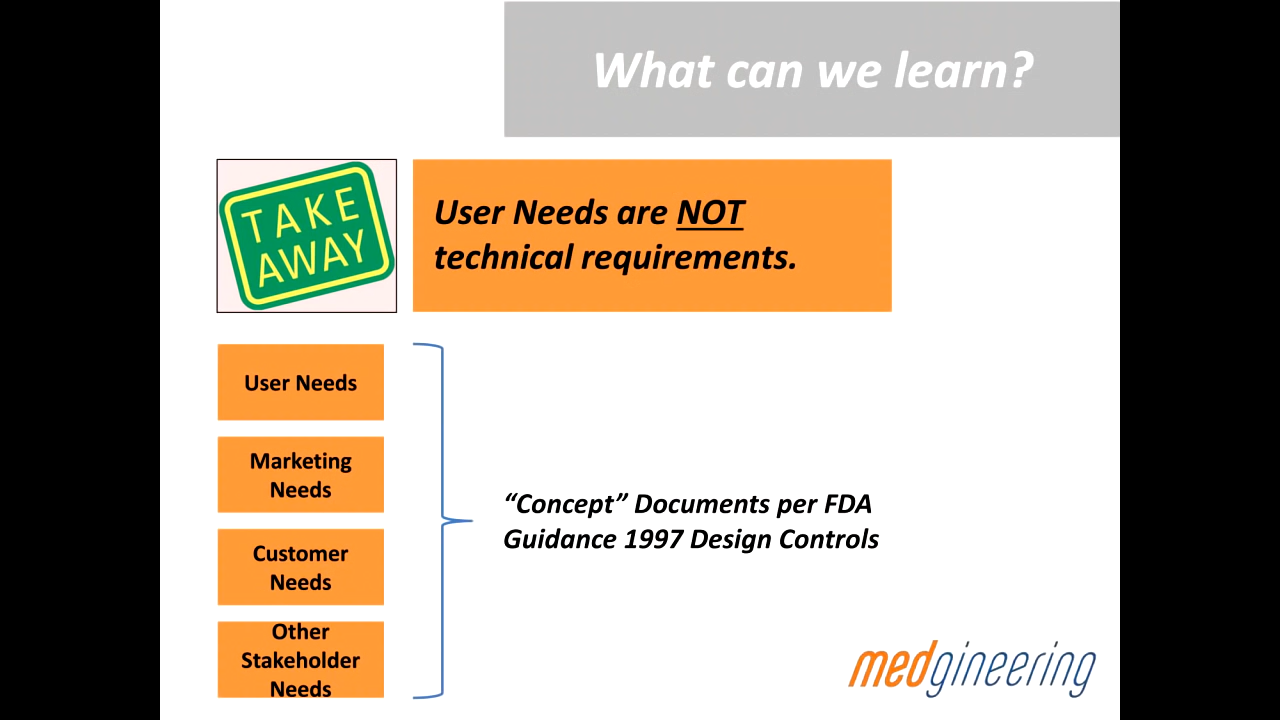 What can we learn?
TAKE
AWAY
User Needs are NOT
technical requirements.
User Needs
Marketing
Needs
Customer
Needs
Other
Stakeholder
Needs
“Concept” Documents per FDA
Guidance 1997 Design Controls
medgineering